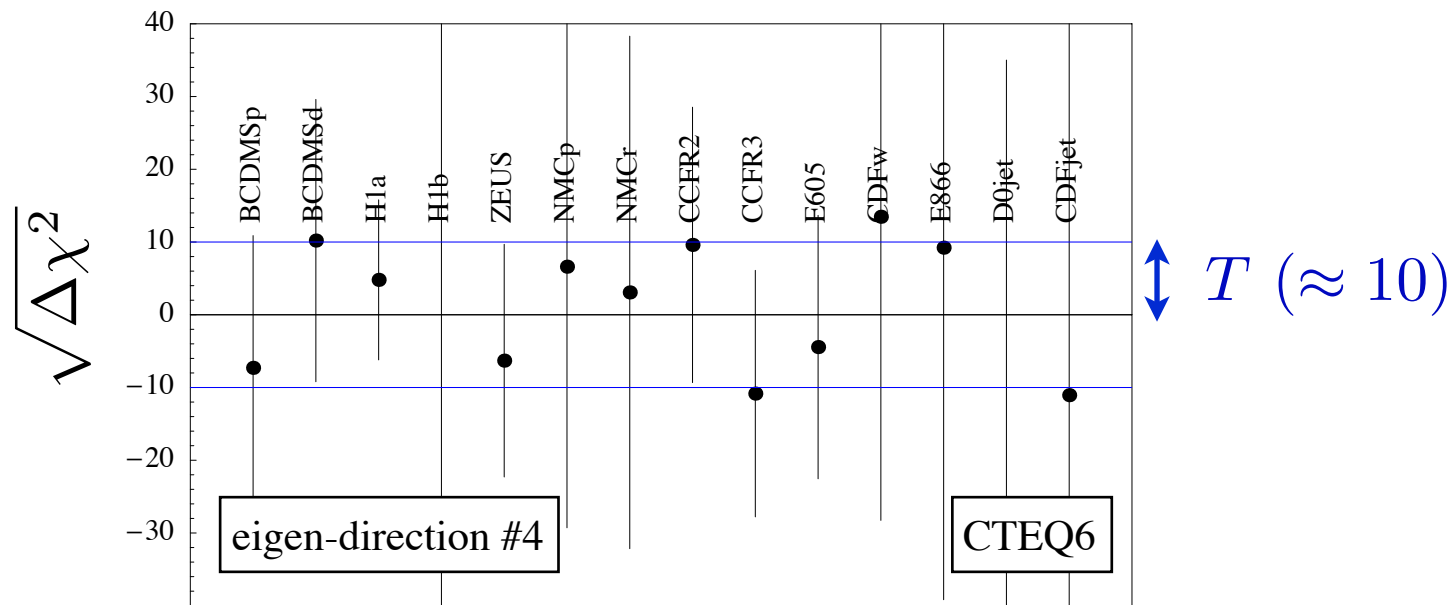 40
30
20
10
0
−10
−20
−30
√Δχ²
BCDMSp
BCDMSd
H1a
H1b
ZEUS
NMCp
NMCr
CCFR2
CCFR3
E605
CDFw
E866
D0jet
CDFjet
T (≈ 10)
eigen-direction #4
CTEQ6